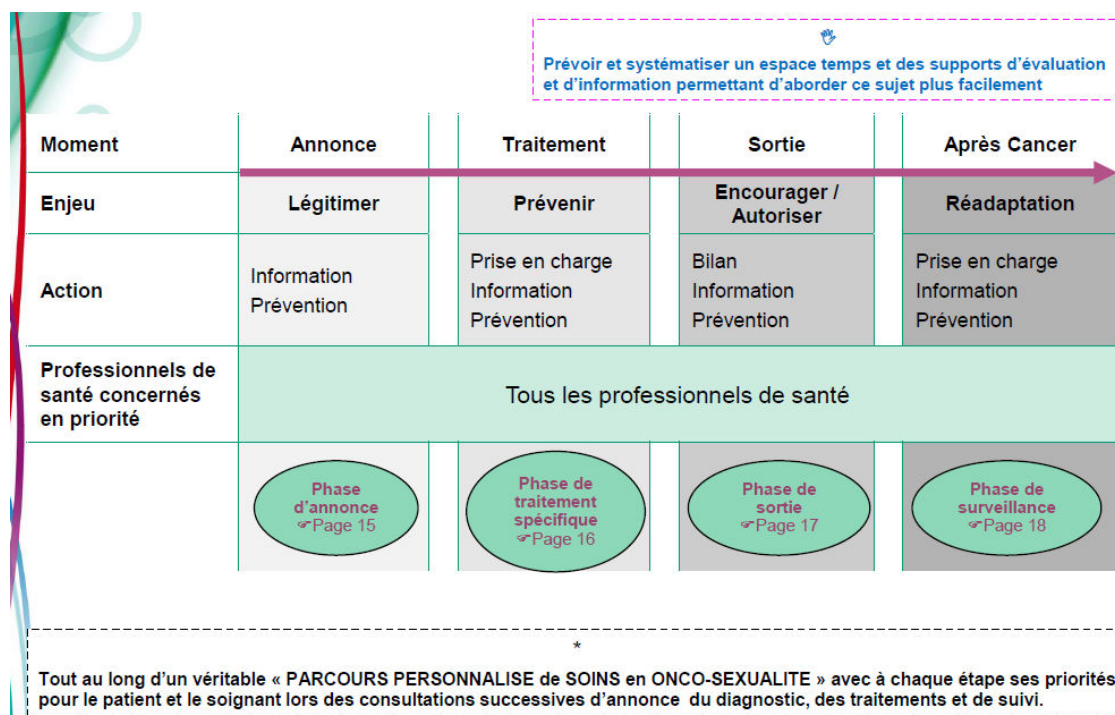 Prévoir et systématiser un espace temps et des supports d'évaluation
et d'information permettant d'aborder ce sujet plus facilement
Moment Annonce Traitement Sortie Après Cancer
Enjeu Légitimer Prévenir Encourager / Autoriser Réadaptation
Action
Information
Prévention
Prise en charge
Information
Prévention
Bilan
Information
Prévention
Prise en charge
Information
Prévention
Professionnels de
santé concernés
en priorité
Tous les professionnels de santé
Phase
d'annonce
☞Page 15
Phase de
traitement
spécifique
☞Page 16
Phase de
sortie
☞Page 17
Phase de
surveillance
☞Page 18
*
Tout au long d'un véritable « PARCOURS PERSONNALISE de SOINS en ONCO-SEXUALITE » avec à chaque étape ses priorités
pour le patient et le soignant lors des consultations successives d'annonce du diagnostic, des traitements et de suivi.